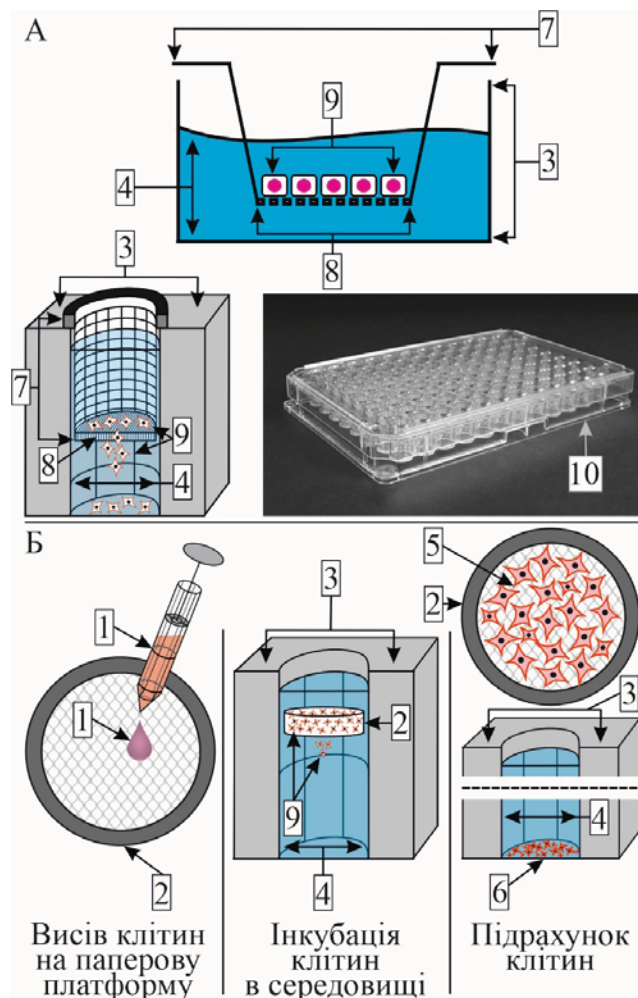 А
7
9
4
3
8
3
7
8
9
4
10
Б
1
1
2
3
2
9
4
5
2
3
4
6
Висів клітин
на паперову
платформу
Інкубація
клітин
в середовищі
Підрахунок
клітин